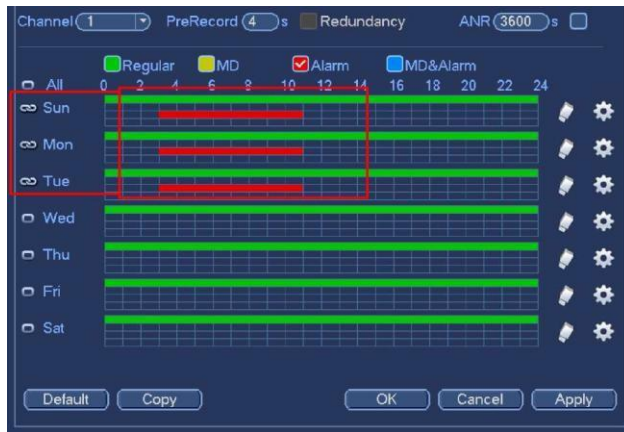 Channel 1 PreRecord 4 s Redundancy ANR 3600 s
Regular MD Alarm MD&Alarm
All 0 2 4 6 8 10 12 14 16 18 20 22 24
Sun
Mon
Tue
Wed
Thu
Fri
Sat
Default Copy OK Cancel Apply